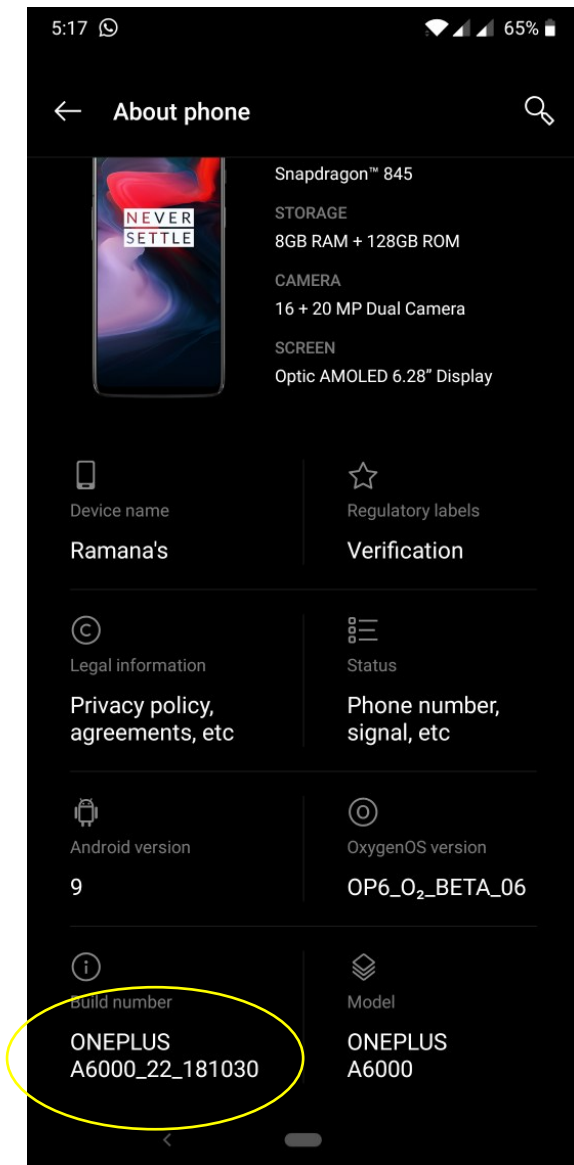 5:17 65%
About phone
NEVER
SETTLE
Snapdragon™ 845
STORAGE
8GB RAM + 128GB ROM
CAMERA
16 + 20 MP Dual Camera
SCREEN
Optic AMOLED 6.28” Display
Device name
Ramana's
Regulatory labels
Verification
Legal information
Privacy policy,
agreements, etc
Status
Phone number,
signal, etc
Android version
9
OxygenOS version
OP6_O₂_BETA_06
Build number
ONEPLUS
A6000_22_181030
Model
ONEPLUS
A6000